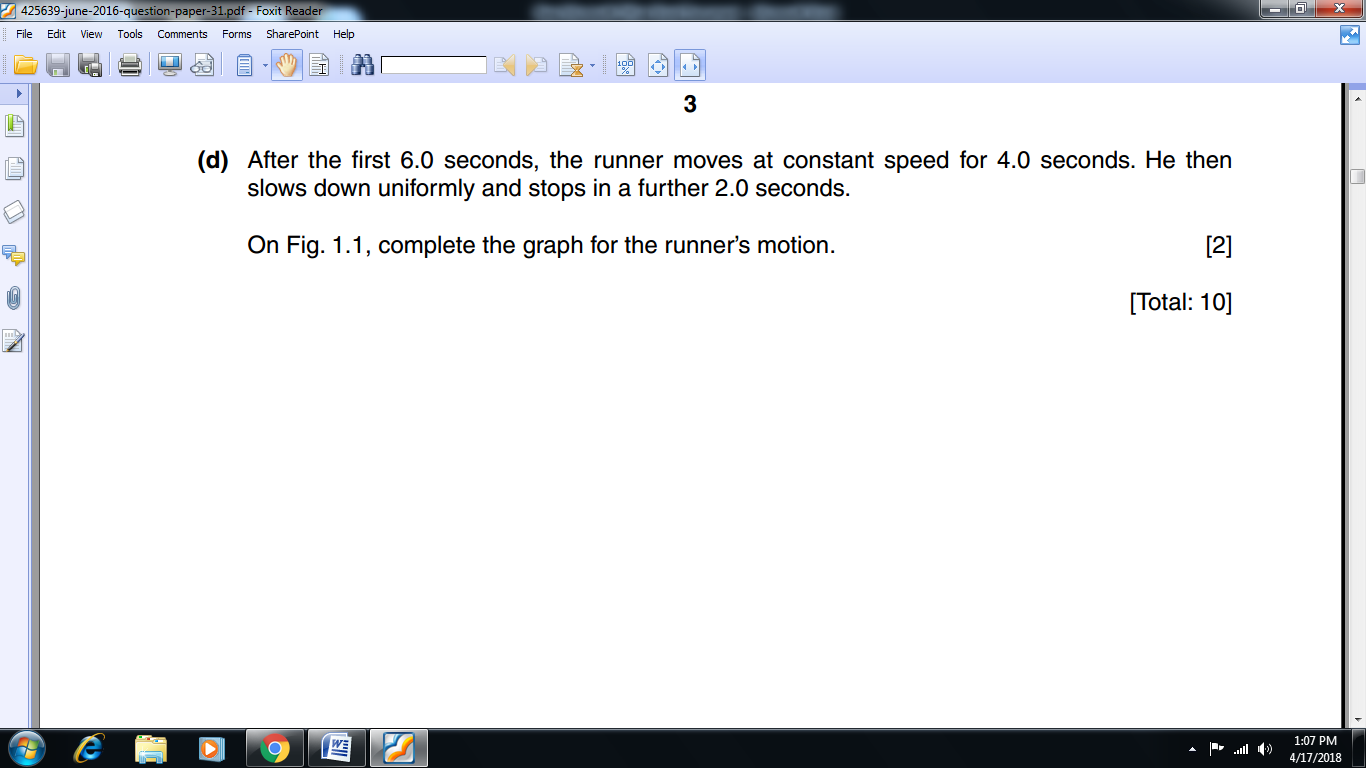 425639-june-2016-question-paper-31.pdf - Foxit Reader
File Edit View Tools Comments Forms SharePoint Help
3
(d) After the first 6.0 seconds, the runner moves at constant speed for 4.0 seconds. He then
slows down uniformly and stops in a further 2.0 seconds.
On Fig. 1.1, complete the graph for the runner's motion. [2]
[Total: 10]
1:07 PM
4/17/2018